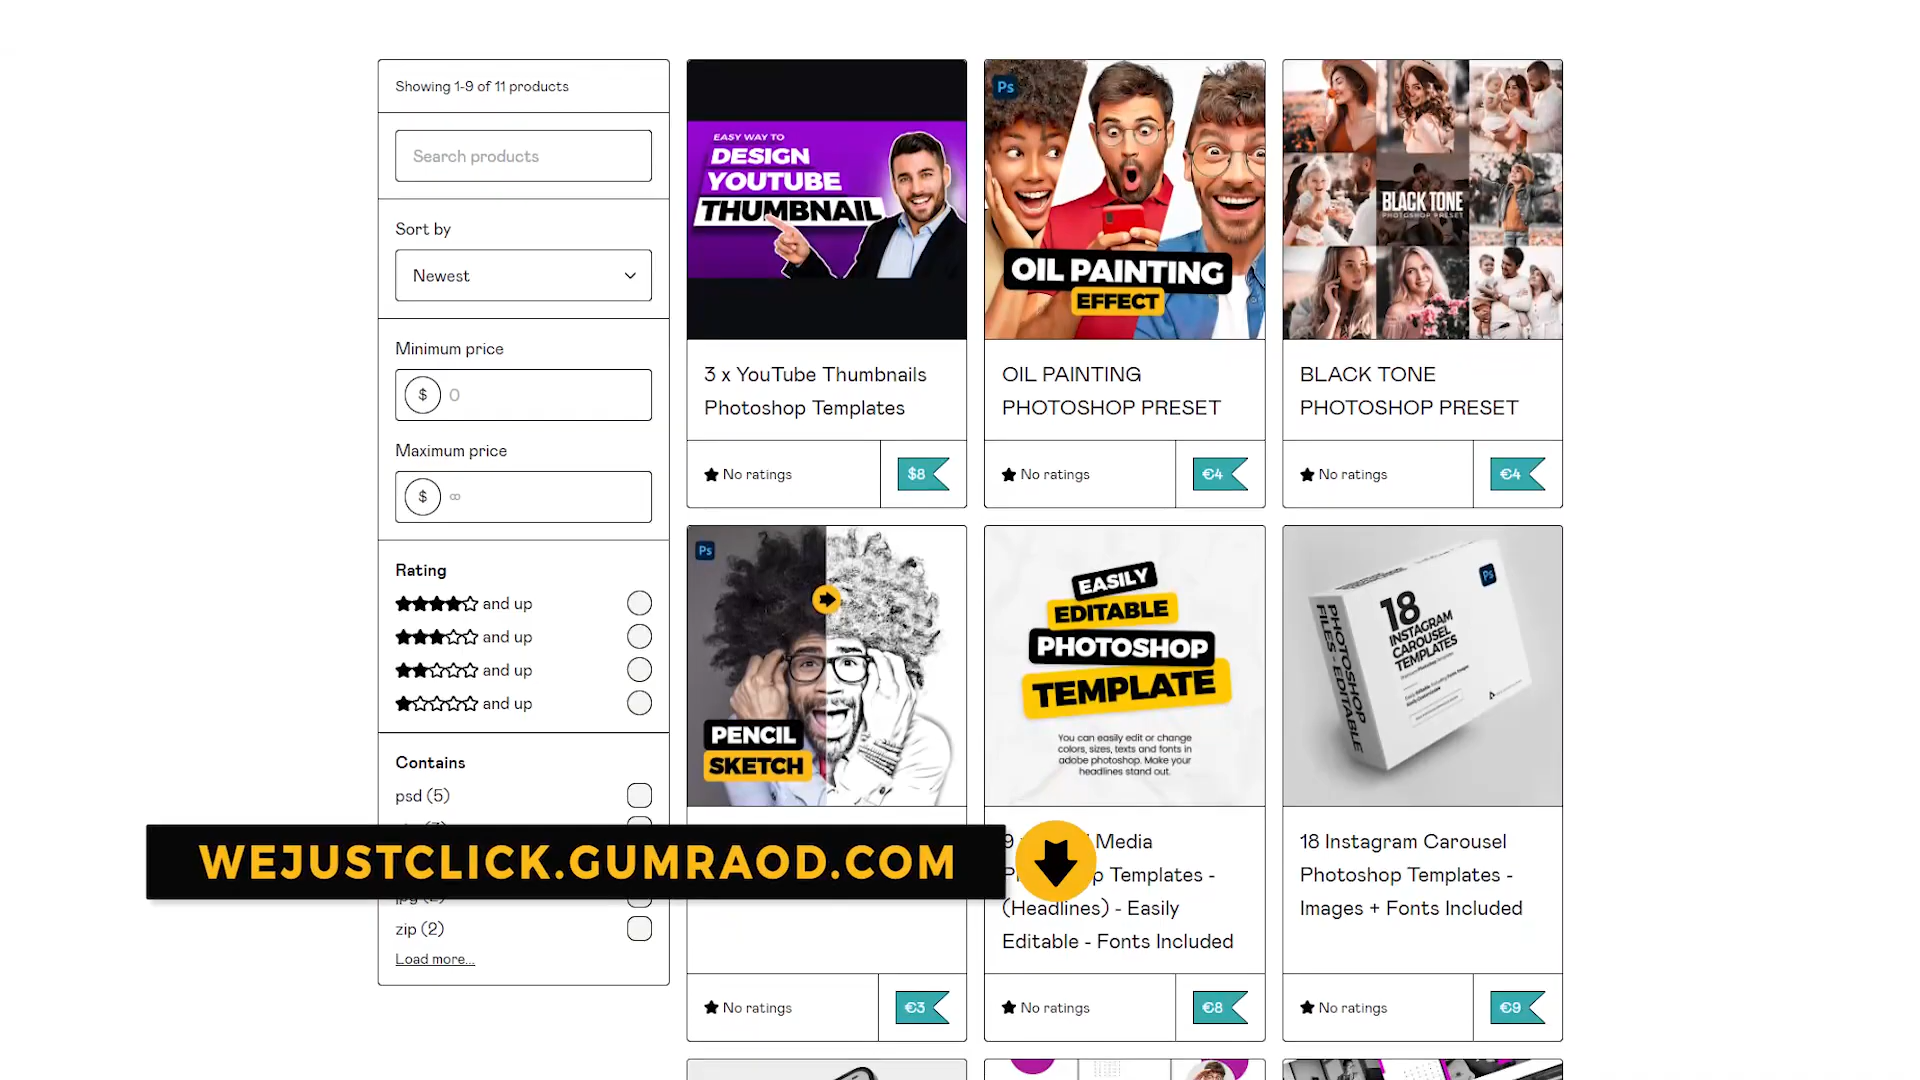 Showing 1-9 of 11 products
Search products
Sort by
Newest
Minimum price
$ 0
Maximum price
$ ∞
Rating
and up
and up
and up
and up
Contains
psd (5)
zip (2)
Load more...
EASY WAY TO
DESIGN
YOUTUBE
THUMBNAIL
3 x YouTube Thumbnails
Photoshop Templates
No ratings
$8
Ps
OIL PAINTING
EFFECT
OIL PAINTING
PHOTOSHOP PRESET
No ratings
€4
BLACK TONE
PHOTOSHOP PRESET
BLACK TONE
PHOTOSHOP PRESET
No ratings
€4
Ps
PENCIL
SKETCH
No ratings
€3
EASILY
EDITABLE
PHOTOSHOP
TEMPLATE
You can easily edit or change
colors, sizes, texts and fonts in
adobe photoshop. Make your
headlines stand out.
9 Media
Templates -
(Headlines) - Easily
Editable - Fonts Included
No ratings
€8
Ps
18
INSTAGRAM
CAROUSEL
TEMPLATES
PHOTOSHOP
FILES - EDITABLE
18 Instagram Carousel
Photoshop Templates -
Images + Fonts Included
No ratings
€9
WEJUSTCLICK.GUMRAOD.COM